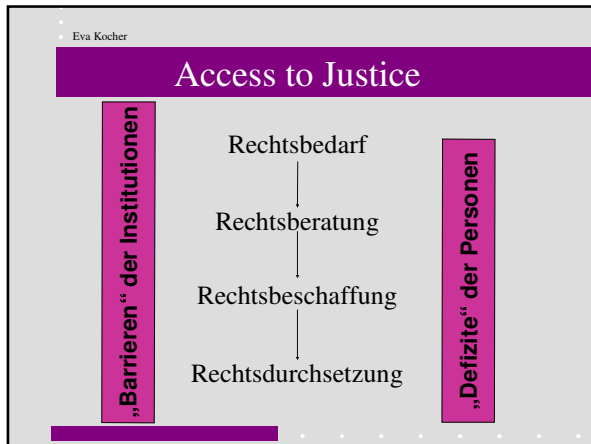 Eva Kocher
Access to Justice
„Barrieren“ der Institutionen
Rechtsbedarf
Rechtsberatung
Rechtsbeschaffung
Rechtsdurchsetzung
„Defizite“ der Personen